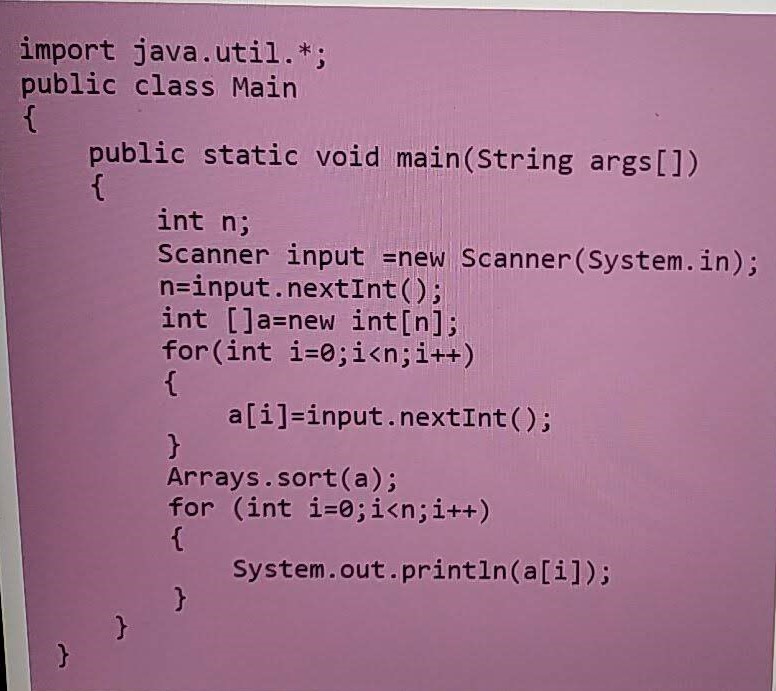 import java.util.*;
public class Main
{
public static void main(String args[])
{
int n;
Scanner input =new Scanner(System.in);
n=input.nextInt();
int []a=new int[n];
for(int i=0;i<n;i++)
{
a[i]=input.nextInt();
}
Arrays.sort(a);
for (int i=0;i<n;i++)
{
System.out.println(a[i]);
}
}
}